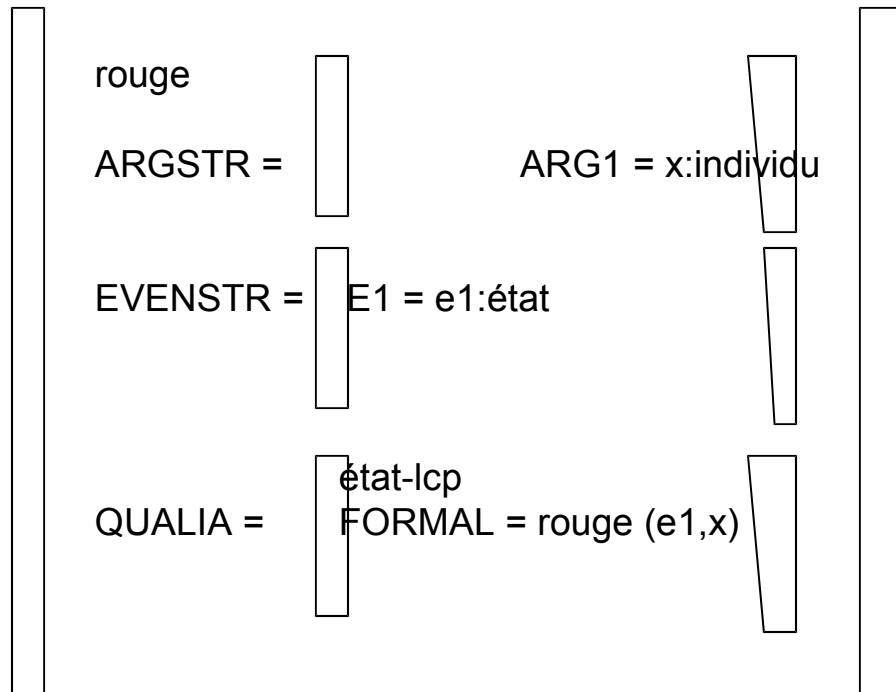 rouge
ARGSTR = ARG1 = x:individu
EVENSTR = E1 = e1:état
état-lcp
QUALIA = FORMAL = rouge (e1,x)